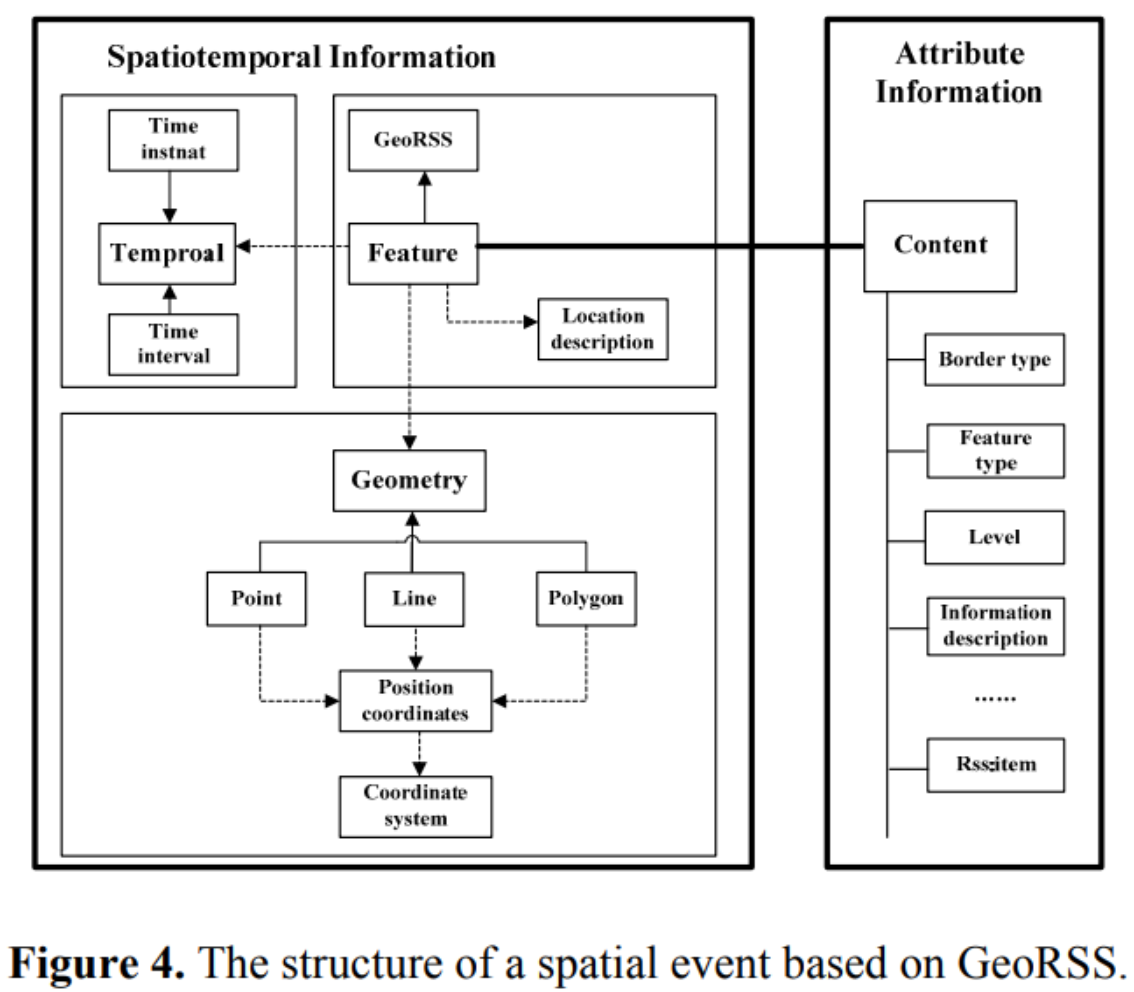 Spatiotemporal Information
Attribute
Information
Time
instnat
GeoRSS
Temproal
Feature
Content
Time
interval
Location
description
Border type
Feature
type
Geometry
Level
Point
Line
Polygon
Information
description
Position
coordinates
......
Rss:item
Coordinate
system
Figure 4. The structure of a spatial event based on GeoRSS.